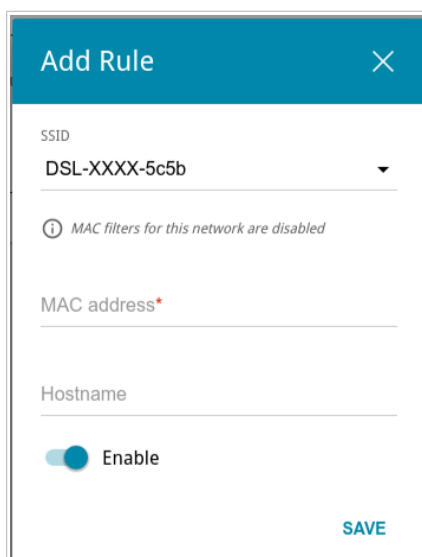 Add Rule
SSID
DSL-XXXX-5c5b
MAC filters for this network are disabled
MAC address*
Hostname
Enable
SAVE